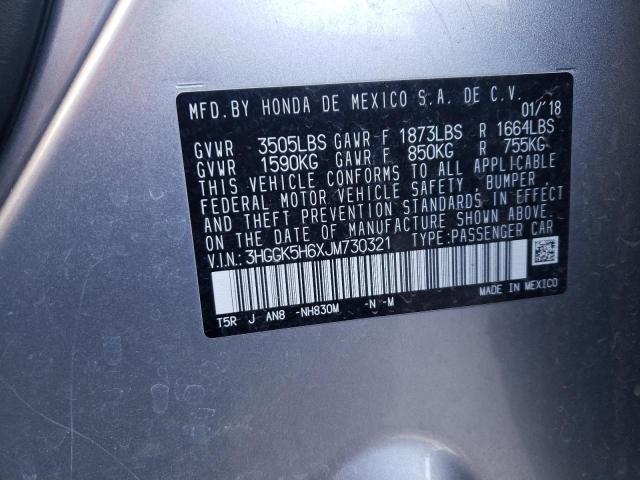 MFD.BY HONDA DE MEXICO S.A. DE C.V.
01/'18
GVWR 3505LBS GAWR F 1873LBS R 1664LBS
GVWR 1590KG GAWR F 850KG R 755KG
THIS VEHICLE CONFORMS TO ALL APPLICABLE
FEDERAL MOTOR VEHICLE SAFETY, BUMPER
AND THEFT PREVENTION STANDARDS IN EFFECT
ON THE DATE OF MANUFACTURE SHOWN ABOVE.
V.I.N.: 3HGGK5H6XJM730321 TYPE:PASSENGER CAR
T5R J AN8 -NH830M -N -M MADE IN MEXICO